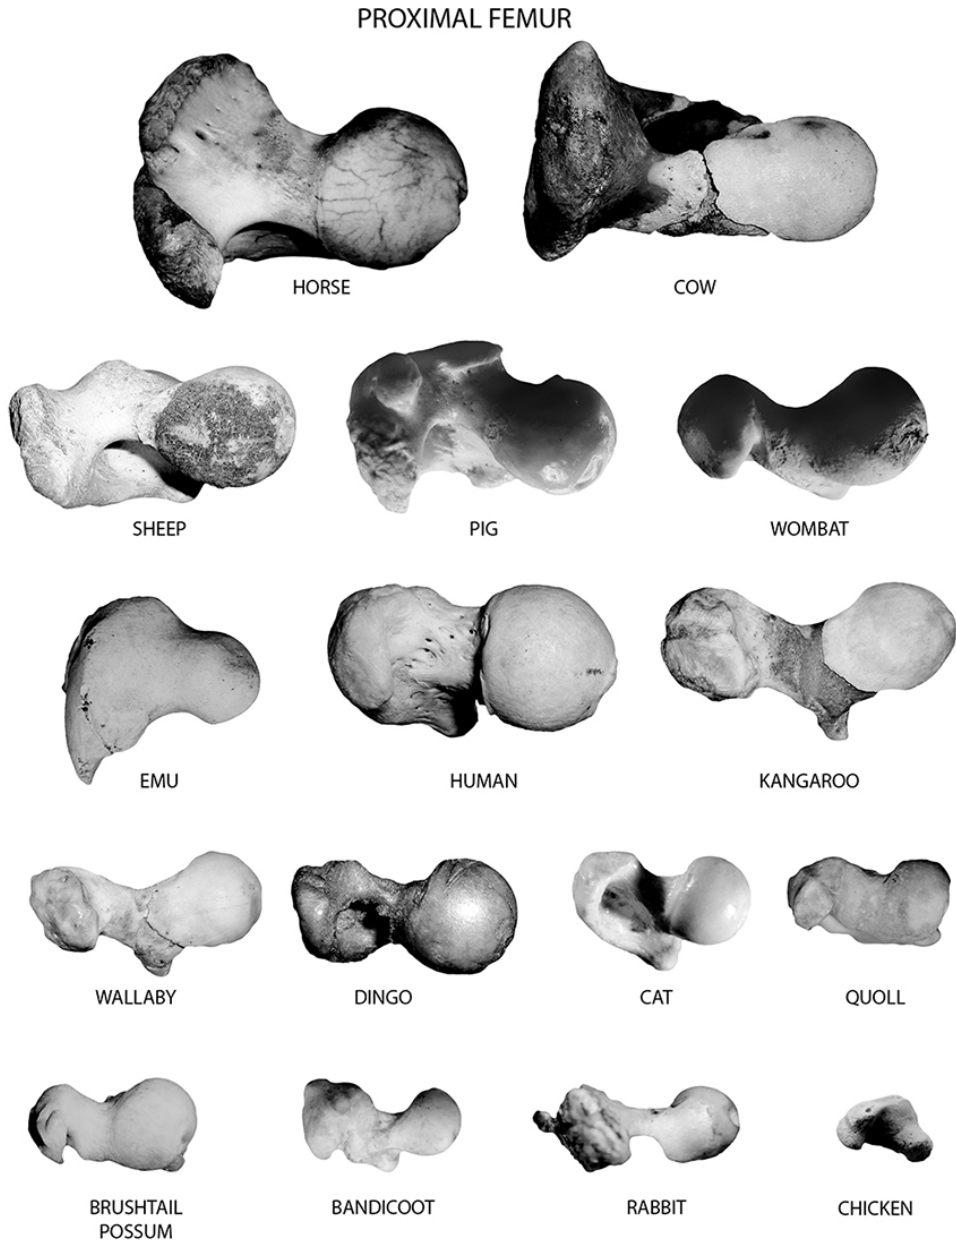 PROXIMAL FEMUR
HORSE
COW
SHEEP
PIG
WOMBAT
EMU
HUMAN
KANGAROO
WALLABY
DINGO
CAT
QUOLL
BRUSHTAIL
POSSUM
BANDICOOT
RABBIT
CHICKEN